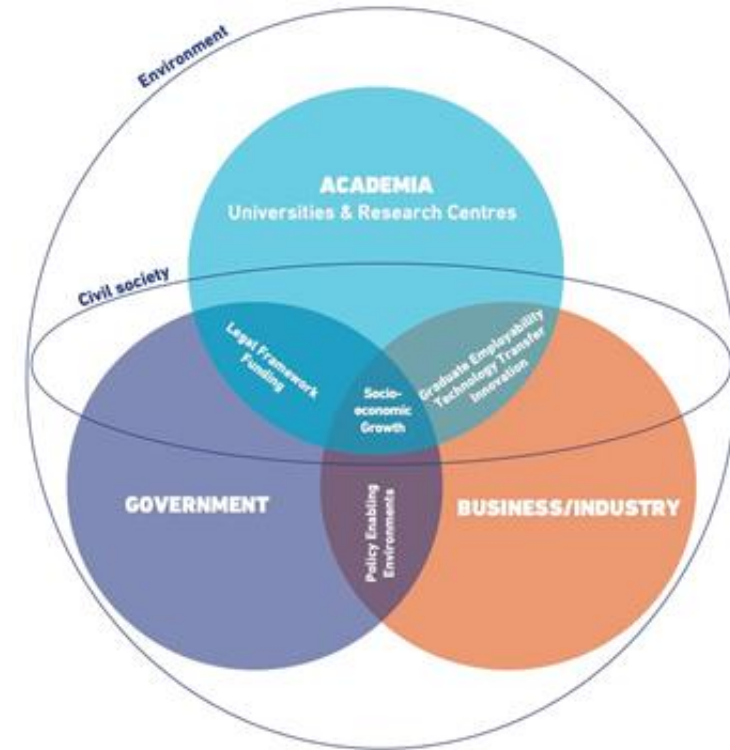 Environment
ACADEMIA
Universities & Research Centres
Civil society
Legal Framework
Funding
Graduate Employability
Technology Transfer
Innovation
Socio-
economic
Growth
GOVERNMENT
Policy Enabling
Environments
BUSINESS/INDUSTRY